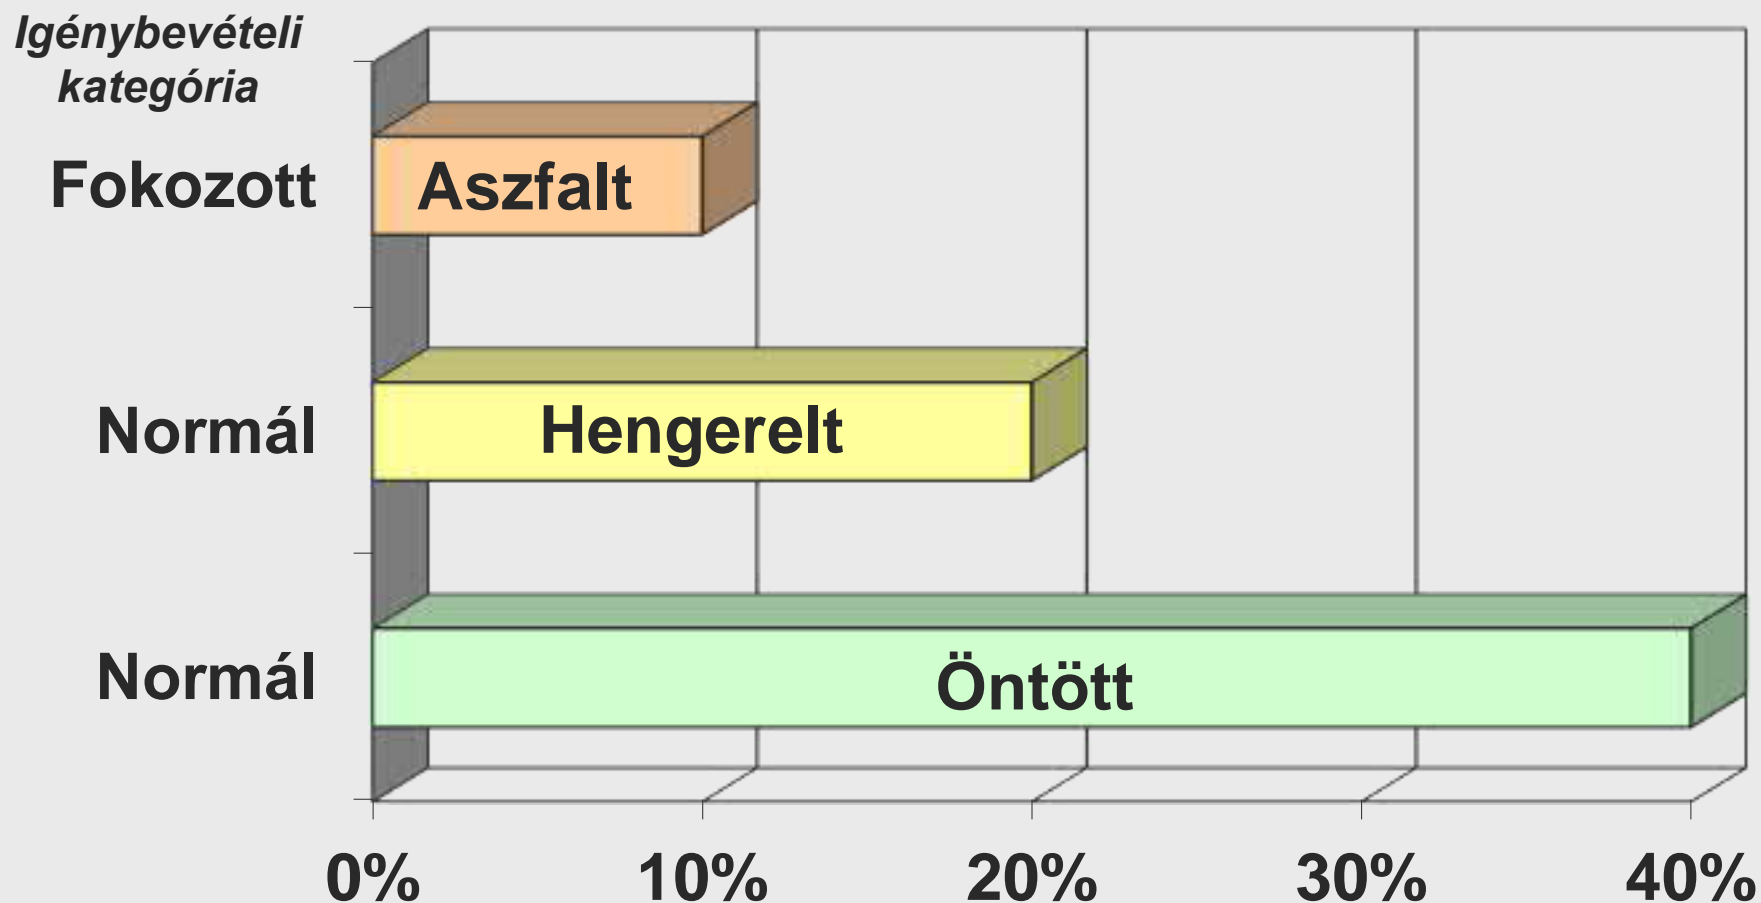 Igénybevételi
kategória
Fokozott
Aszfalt
Normál
Hengerelt
Normál
Öntött
0% 10% 20% 30% 40%